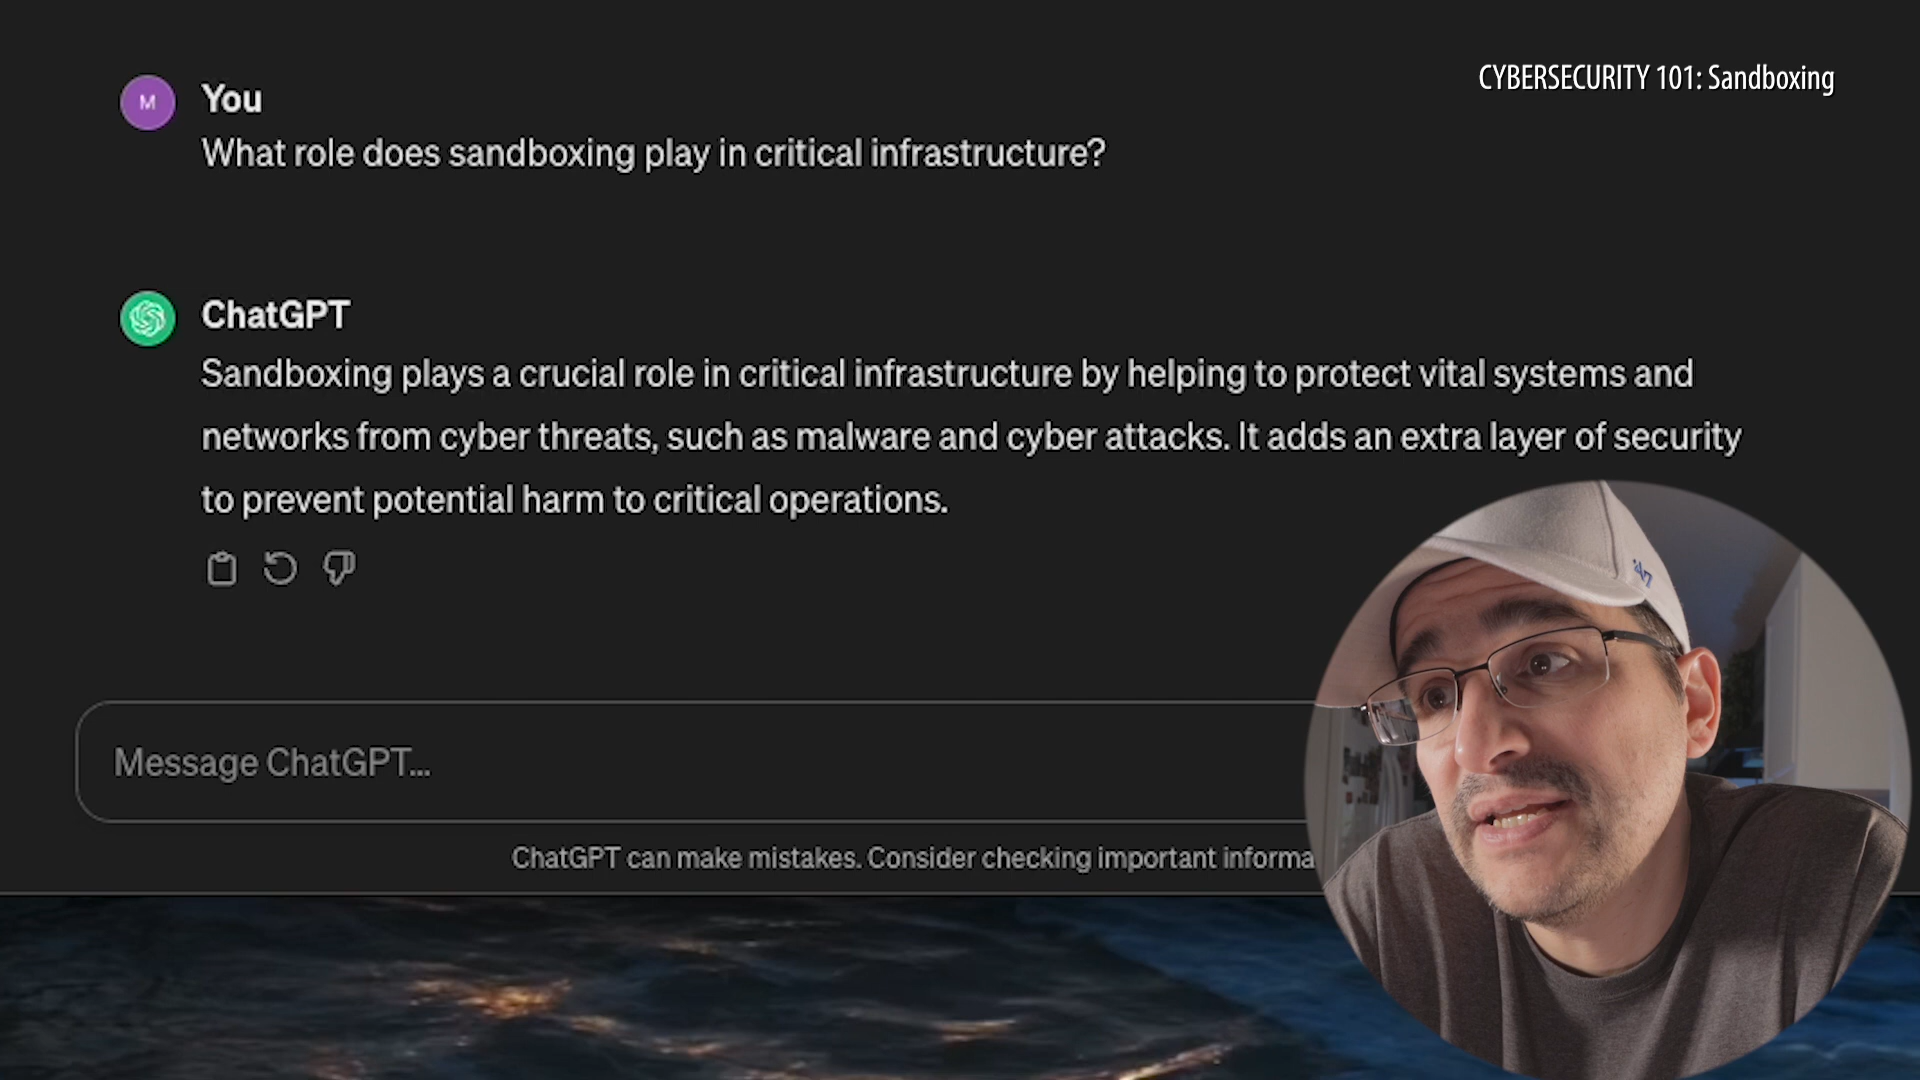 CYBERSECURITY 101: Sandboxing
M
You
What role does sandboxing play in critical infrastructure?
ChatGPT
Sandboxing plays a crucial role in critical infrastructure by helping to protect vital systems and
networks from cyber threats, such as malware and cyber attacks. It adds an extra layer of security
to prevent potential harm to critical operations.
Message ChatGPT...
ChatGPT can make mistakes. Consider checking important informa
'47